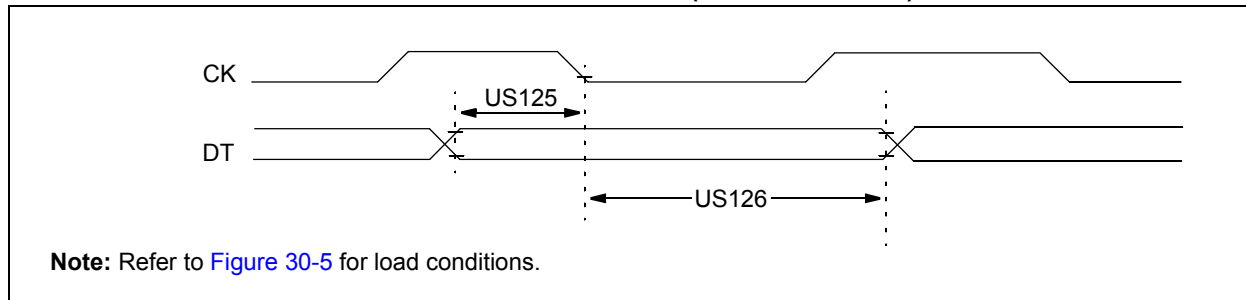 CK
US125
DT
US126
Note: Refer to Figure 30-5 for load conditions.